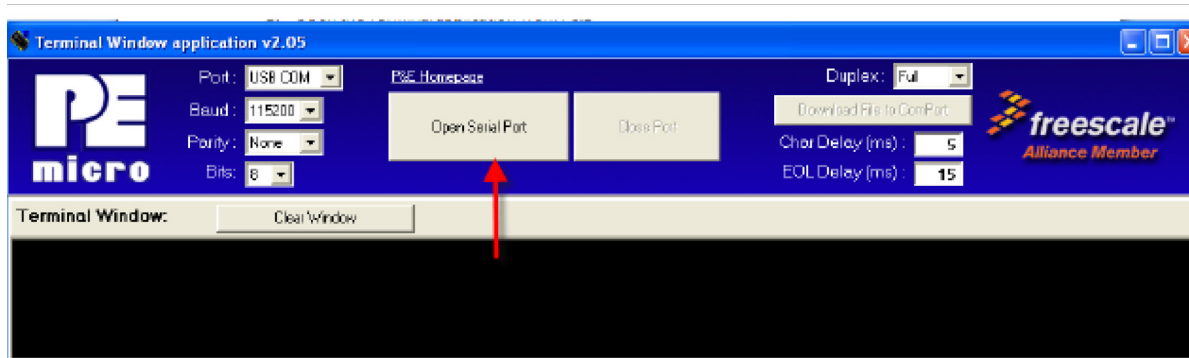 Terminal Window application v2.05
PE
micro
Port: USB COM
Baud: 115200
Parity: None
Bits: 8
P&E Homepage
Open Serial Port
Close Port
Duplex: Full
Download File to ComPort
Char Delay (ms): 5
EOL Delay (ms): 15
freescale™
Alliance Member
Terminal Window:
Clear Window